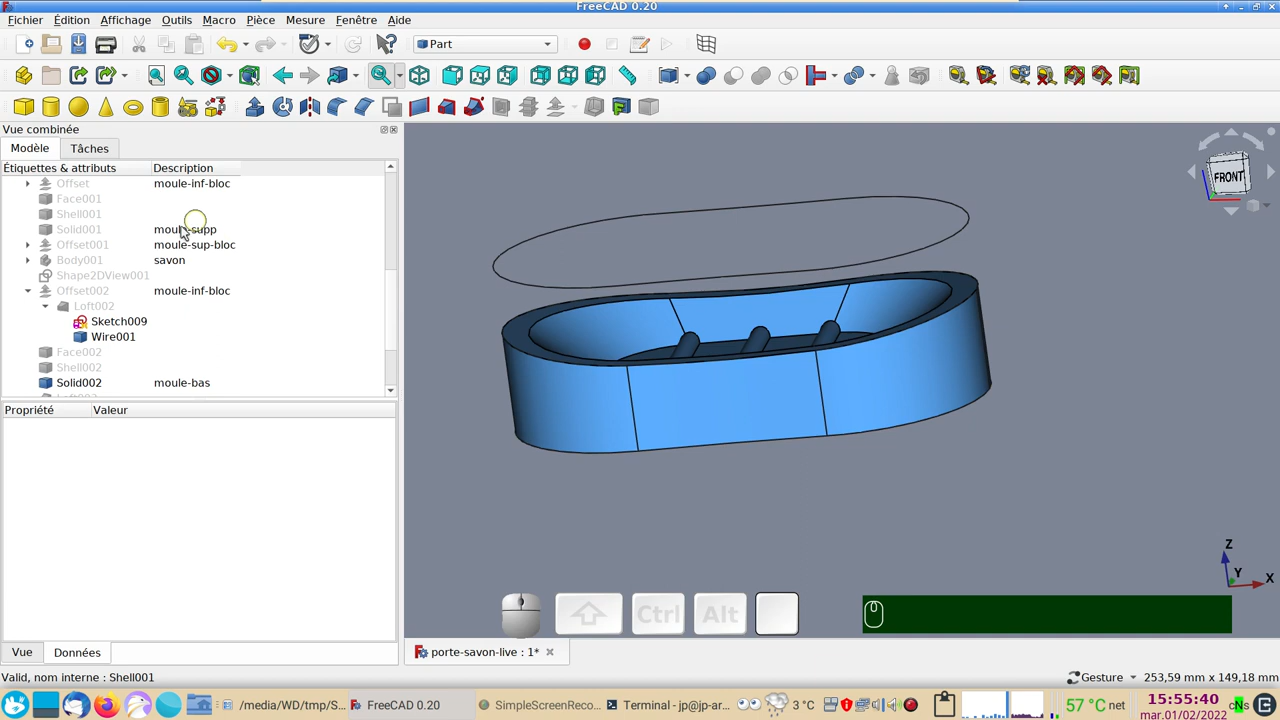 FreeCAD 0.20
Fichier Édition Affichage Outils Macro Pièce Mesure Fenêtre Aide
Part
Vue combinée
Modèle Tâches
Étiquettes & attributs Description
Offset moule-inf-bloc
Face001
Shell001
Solid001 moule-supp
Offset001 moule-sup-bloc
Body001 savon
Shape2DView001
Offset002 moule-inf-bloc
Loft002
Sketch009
Wire001
Face002
Shell002
Solid002 moule-bas
Propriété Valeur
FRONT
Z
Y
X
Ctrl Alt
Vue Données
porte-savon-live : 1*
Valid, nom interne : Shell001
Gesture 253,59 mm x 149,18 mm
/media/WD/tmp/S... FreeCAD 0.20 SimpleScreenReco... Terminal - jp@jp-ar... 3 °C 57 °C net 15:55:40
mar.01/02/2022